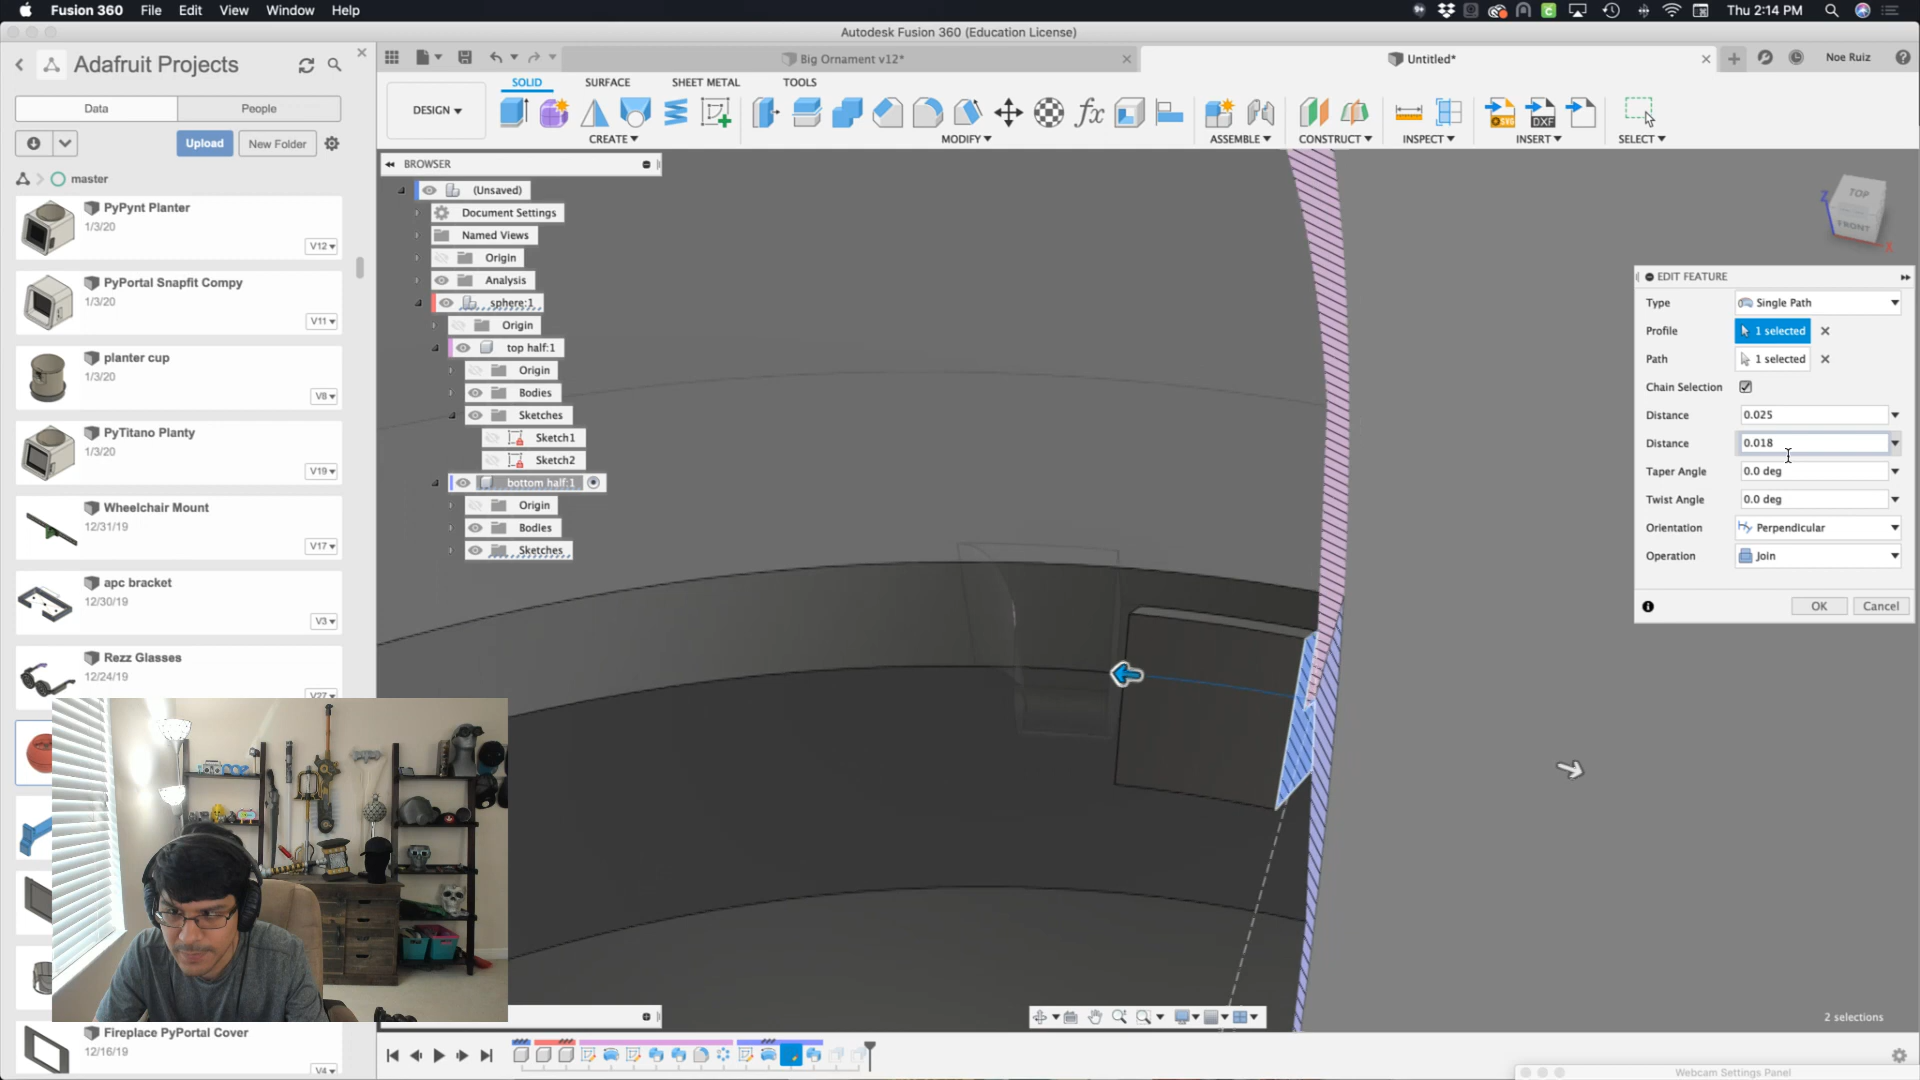 Fusion 360 File Edit View Window Help
Thu 2:14 PM
Autodesk Fusion 360 (Education License)
Adafruit Projects
Big Ornament v12*
Untitled*
Noe Ruiz
Data
People
Upload
New Folder
master
PyPynt Planter
1/3/20
V12
PyPortal Snapfit Compy
1/3/20
V11
planter cup
1/3/20
V8
PyTitano Planty
1/3/20
V19
Wheelchair Mount
12/31/19
V17
apc bracket
12/30/19
V3
Rezz Glasses
12/24/19
V27
Fireplace PyPortal Cover
12/16/19
V4
SOLID
SURFACE
SHEET METAL
TOOLS
DESIGN
CREATE
MODIFY
ASSEMBLE
CONSTRUCT
INSPECT
INSERT
SELECT
BROWSER
(Unsaved)
Document Settings
Named Views
Origin
Analysis
sphere:1
Origin
top half:1
Origin
Bodies
Sketches
Sketch1
Sketch2
bottom half:1
Origin
Bodies
Sketches
TOP
FRONT
Z
X
EDIT FEATURE
Type Single Path
Profile 1 selected
Path 1 selected
Chain Selection
Distance 0.025
Distance 0.018
Taper Angle 0.0 deg
Twist Angle 0.0 deg
Orientation Perpendicular
Operation Join
OK Cancel
2 selections
Webcam Settings Panel